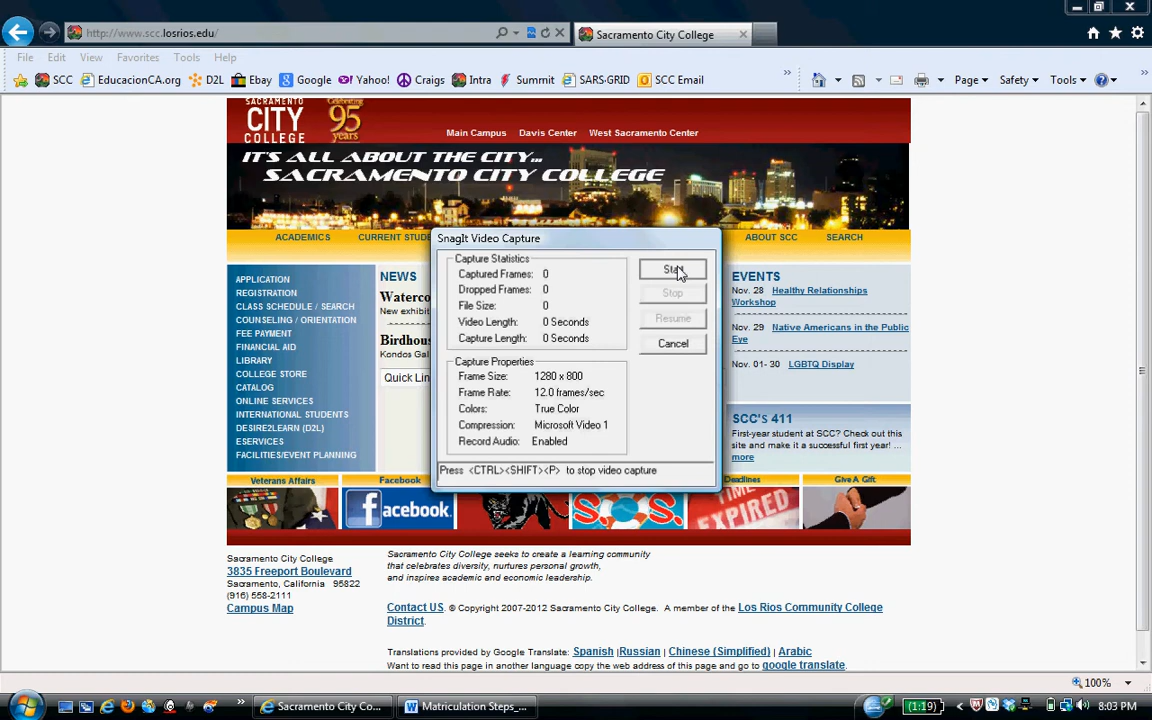 http://www.scc.losrios.edu/
Sacramento City College
File Edit View Favorites Tools Help
SCC EducacionCA.org D2L Ebay Google Yahoo! Craigs Intra Summit SARS·GRID SCC Email
Page Safety Tools
SACRAMENTO
CITY
COLLEGE
Celebrating
95
years
Main Campus Davis Center West Sacramento Center
IT'S ALL ABOUT THE CITY...
SACRAMENTO CITY COLLEGE
ACADEMICS CURRENT STUDE ABOUT SCC SEARCH
APPLICATION
REGISTRATION
CLASS SCHEDULE / SEARCH
COUNSELING / ORIENTATION
FEE PAYMENT
FINANCIAL AID
LIBRARY
COLLEGE STORE
CATALOG
ONLINE SERVICES
INTERNATIONAL STUDENTS
DESIRE2LEARN (D2L)
ESERVICES
FACILITIES/EVENT PLANNING
NEWS
Waterco
New exhibit
Birdhou
Kondos Gal
Quick Lin
SnagIt Video Capture
Capture Statistics
Captured Frames: 0
Dropped Frames: 0
File Size: 0
Video Length: 0 Seconds
Capture Length: 0 Seconds
Start
Stop
Resume
Cancel
Capture Properties
Frame Size: 1280 x 800
Frame Rate: 12.0 frames/sec
Colors: True Color
Compression: Microsoft Video 1
Record Audio: Enabled
Press <CTRL><SHIFT><P> to stop video capture
EVENTS
Nov. 28 Healthy Relationships
Workshop
Nov. 29 Native Americans in the Public
Eye
Nov. 01- 30 LGBTQ Display
SCC'S 411
First-year student at SCC? Check out this
site and make it a successful first year! ...
more
Veterans Affairs Facebook Deadlines Give A Gift
facebook. S.O.S. TIME EXPIRED
Sacramento City College
3835 Freeport Boulevard
Sacramento, California 95822
(916) 558-2111
Campus Map
Sacramento City College seeks to create a learning community
that celebrates diversity, nurtures personal growth,
and inspires academic and economic leadership.
Contact US. © Copyright 2007-2012 Sacramento City College. A member of the Los Rios Community College
District.
Translations provided by Google Translate: Spanish |Russian | Chinese (Simplified) | Arabic
Want to read this page in another language copy the web address of this page and go to google translate.
100%
Sacramento City Co... Matriculation Steps_... (1:19) 8:03 PM